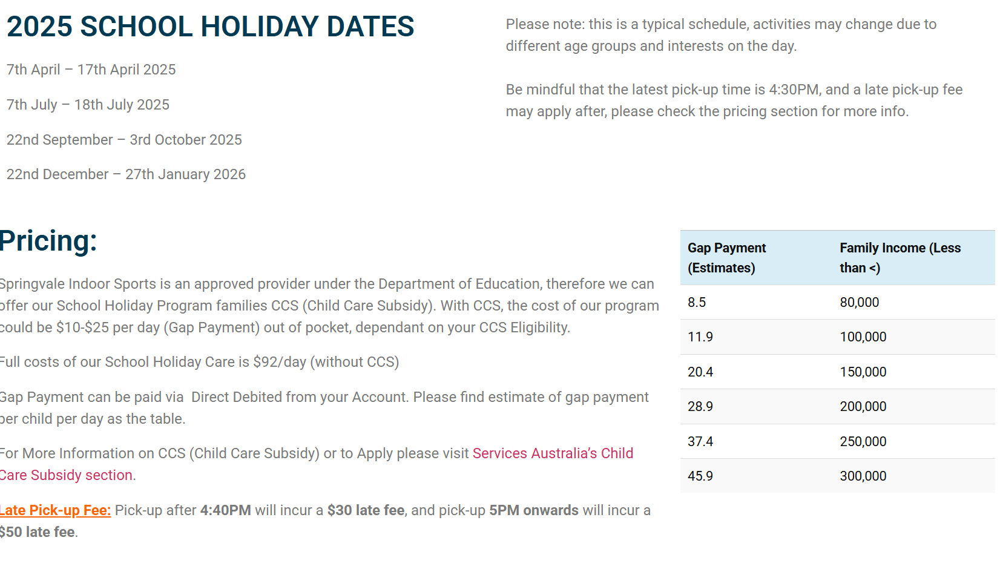 2025 SCHOOL HOLIDAY DATES
7th April – 17th April 2025
7th July – 18th July 2025
22nd September – 3rd October 2025
22nd December – 27th January 2026
Please note: this is a typical schedule, activities may change due to
different age groups and interests on the day.
Be mindful that the latest pick-up time is 4:30PM, and a late pick-up fee
may apply after, please check the pricing section for more info.
Pricing:
Springvale Indoor Sports is an approved provider under the Department of Education, therefore we can
offer our School Holiday Program families CCS (Child Care Subsidy). With CCS, the cost of our program
could be $10-$25 per day (Gap Payment) out of pocket, dependant on your CCS Eligibility.
Full costs of our School Holiday Care is $92/day (without CCS)
Gap Payment can be paid via  Direct Debited from your Account. Please find estimate of gap payment
per child per day as the table.
For More Information on CCS (Child Care Subsidy) or to Apply please visit Services Australia’s Child
Care Subsidy section.
Late Pick-up Fee: Pick-up after 4:40PM will incur a $30 late fee, and pick-up 5PM onwards will incur a
$50 late fee.
Gap Payment (Estimates) Family Income (Less than <)
8.5 80,000
11.9 100,000
20.4 150,000
28.9 200,000
37.4 250,000
45.9 300,000